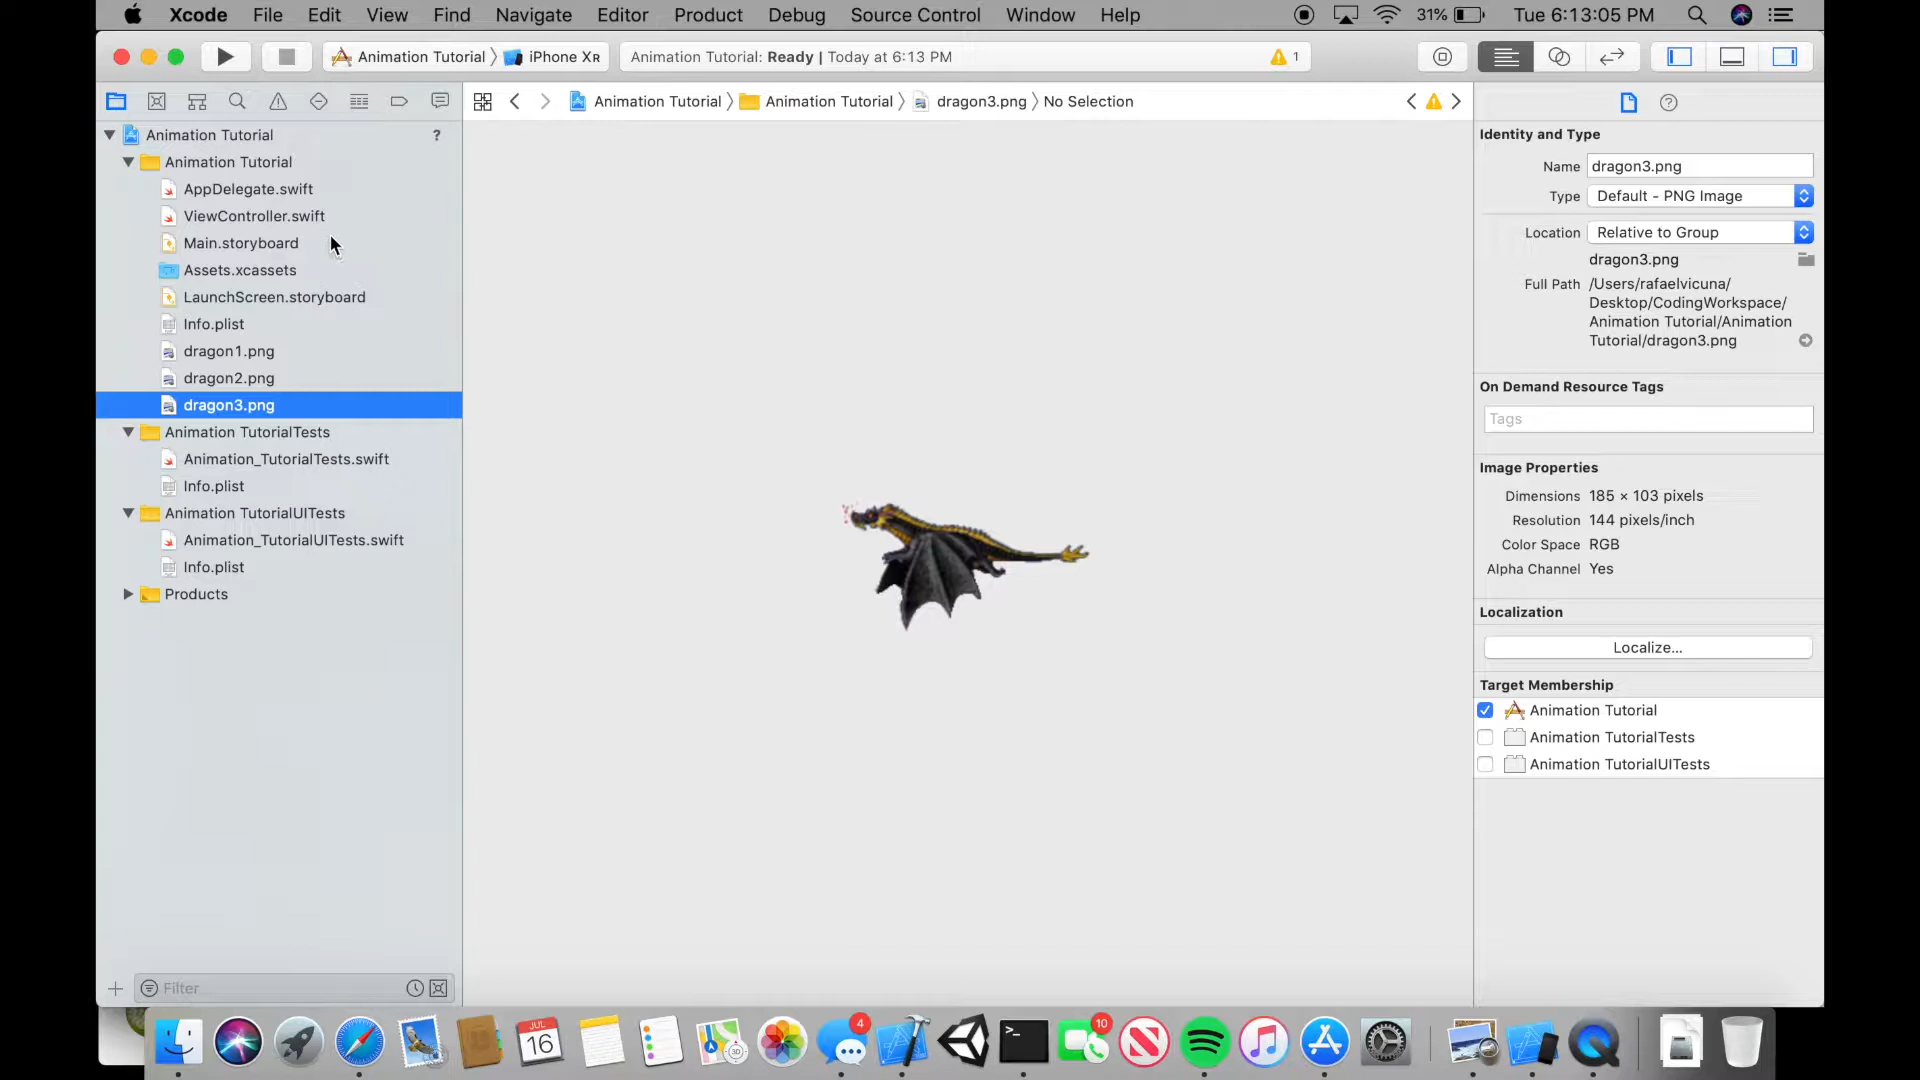 Xcode File Edit View Find Navigate Editor Product Debug Source Control Window Help 31% Tue 6:13:05 PM
Animation Tutorial iPhone XR Animation Tutorial: Ready | Today at 6:13 PM 1
Animation Tutorial Animation Tutorial dragon3.png No Selection
Animation Tutorial ?
Animation Tutorial
AppDelegate.swift
ViewController.swift
Main.storyboard
Assets.xcassets
LaunchScreen.storyboard
Info.plist
dragon1.png
dragon2.png
dragon3.png
Animation TutorialTests
Animation_TutorialTests.swift
Info.plist
Animation TutorialUITests
Animation_TutorialUITests.swift
Info.plist
Products
Filter
Identity and Type
Name dragon3.png
Type Default - PNG Image
Location Relative to Group
dragon3.png
Full Path /Users/rafaelvicuna/
Desktop/CodingWorkspace/
Animation Tutorial/Animation
Tutorial/dragon3.png
On Demand Resource Tags
Tags
Image Properties
Dimensions 185 × 103 pixels
Resolution 144 pixels/inch
Color Space RGB
Alpha Channel Yes
Localization
Localize...
Target Membership
Animation Tutorial
Animation TutorialTests
Animation TutorialUITests
JUL
16
3D
4
>_
10